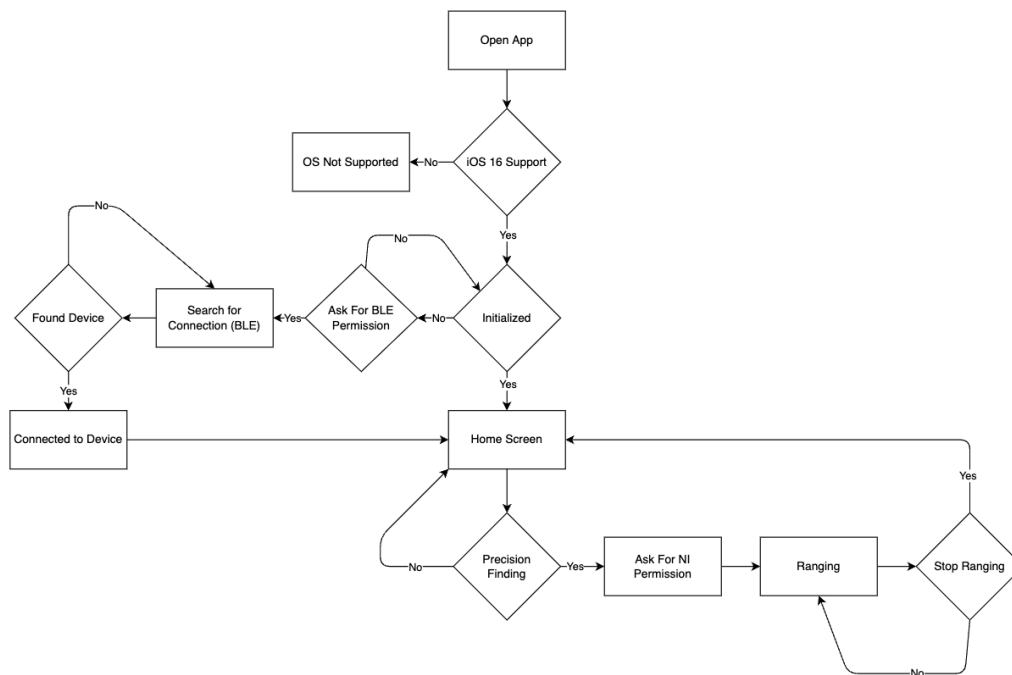 Open App
OS Not Supported
No
iOS 16 Support
Yes
No
No
Found Device
Search for
Connection (BLE)
Yes
Ask For BLE
Permission
No
Initialized
Yes
Yes
Connected to Device
Home Screen
Yes
No
Precision
Finding
Yes
Ask For NI
Permission
Ranging
Stop Ranging
No